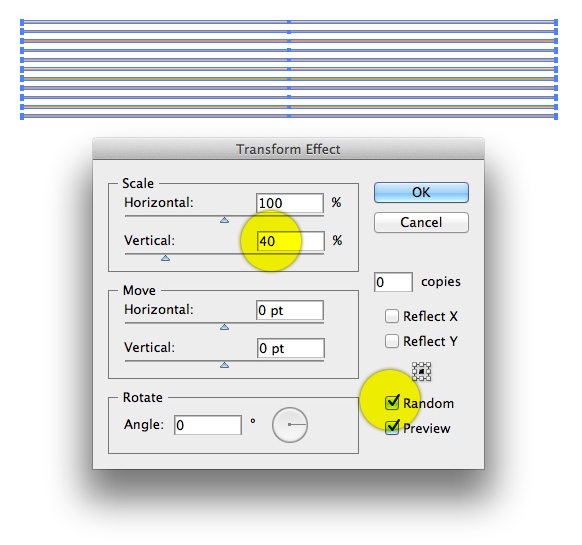 Transform Effect
Scale
Horizontal: 100 %
Vertical: 40 %
Move
Horizontal: 0 pt
Vertical: 0 pt
Rotate
Angle: 0 °
OK
Cancel
0 copies
Reflect X
Reflect Y
Random
Preview